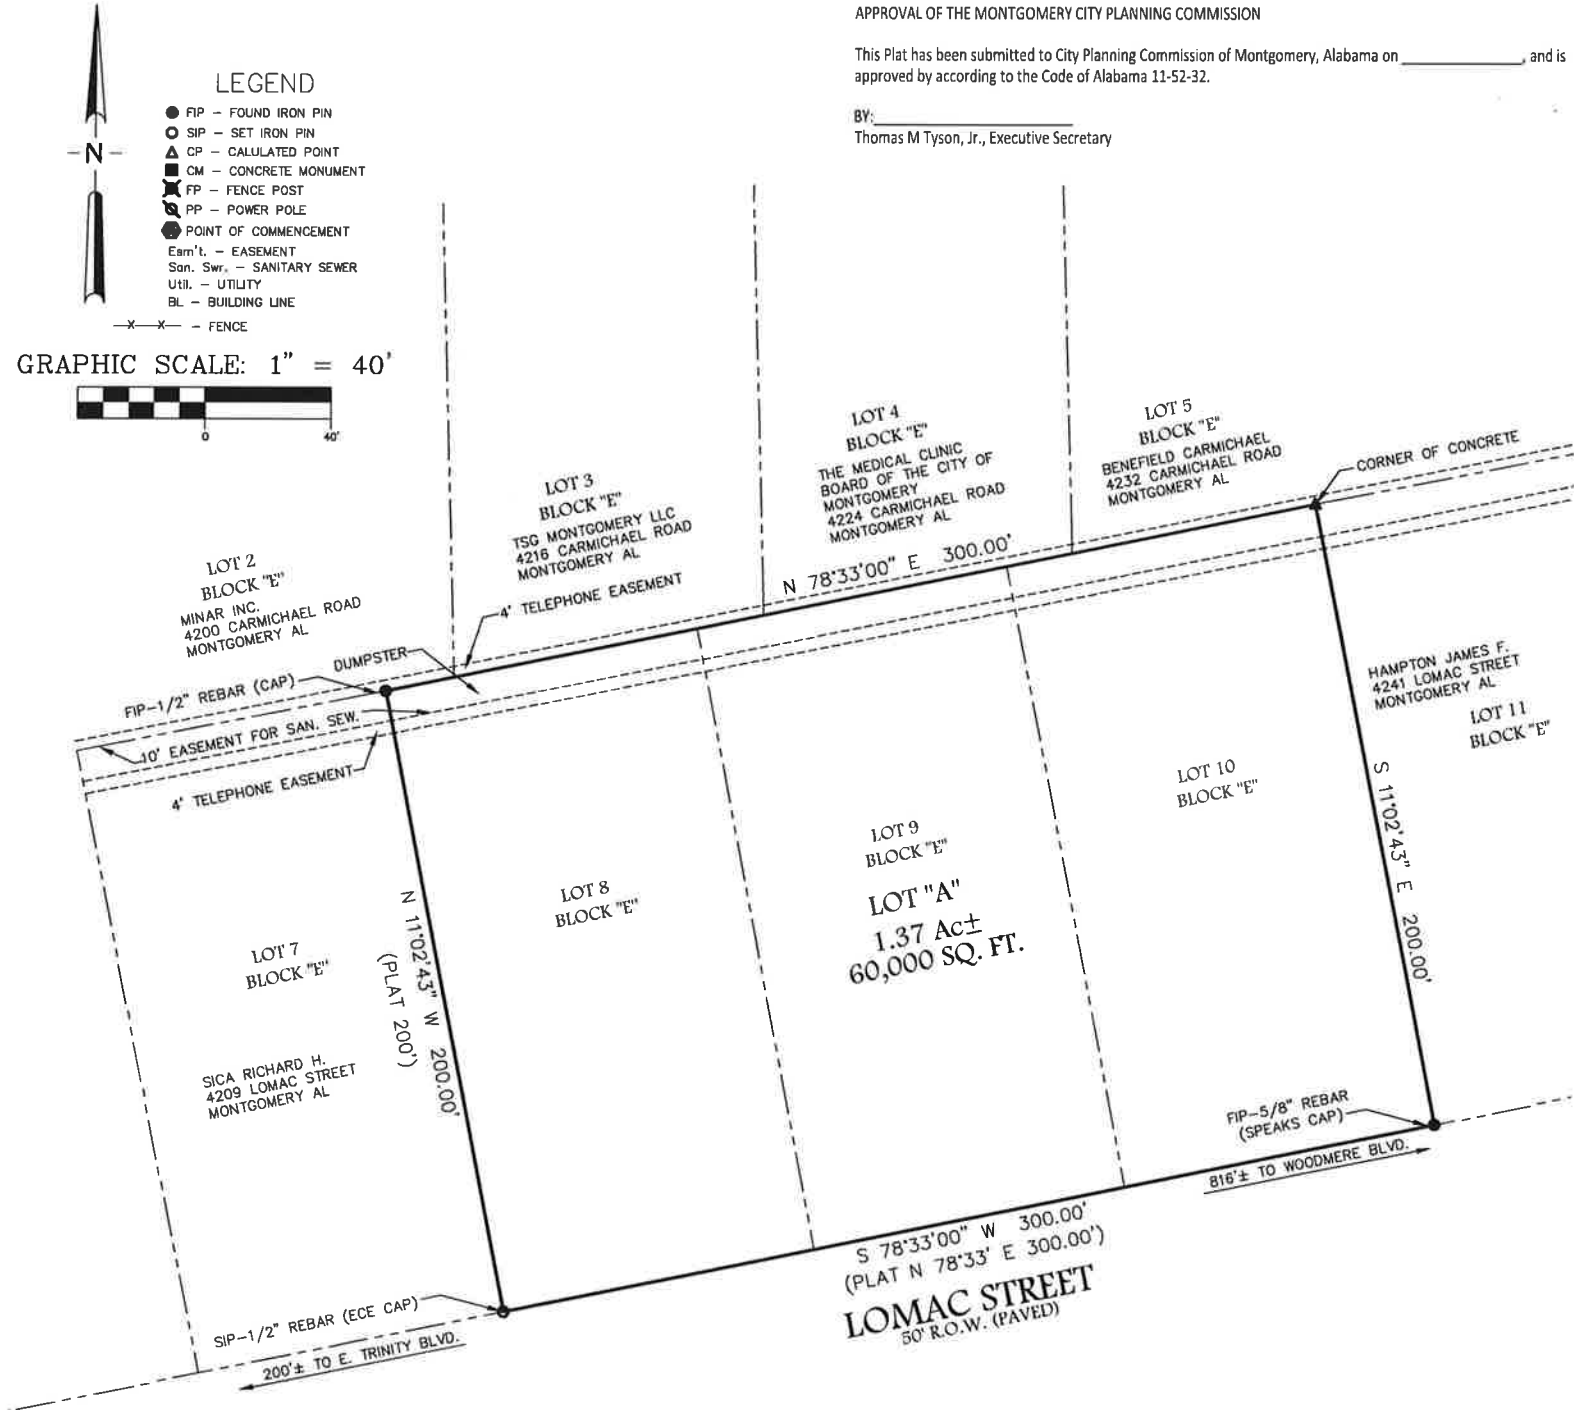 APPROVAL OF THE MONTGOMERY CITY PLANNING COMMISSION
This Plat has been submitted to City Planning Commission of Montgomery, Alabama on ____________, and is
approved by according to the Code of Alabama 11-52-32.
BY:____________________
Thomas M Tyson, Jr., Executive Secretary
N
LEGEND
FIP - FOUND IRON PIN
SIP - SET IRON PIN
CP - CALULATED POINT
CM - CONCRETE MONUMENT
FP - FENCE POST
PP - POWER POLE
POINT OF COMMENCEMENT
Esm't. - EASEMENT
San. Swr. - SANITARY SEWER
Util. - UTILITY
BL - BUILDING LINE
X X - FENCE
GRAPHIC SCALE: 1" = 40'
0 40'
LOT 2
BLOCK "E"
MINAR INC.
4200 CARMICHAEL ROAD
MONTGOMERY AL
LOT 3
BLOCK "E"
TSG MONTGOMERY LLC
4216 CARMICHAEL ROAD
MONTGOMERY AL
LOT 4
BLOCK "E"
THE MEDICAL CLINIC
BOARD OF THE CITY OF
MONTGOMERY
4224 CARMICHAEL ROAD
MONTGOMERY AL
LOT 5
BLOCK "E"
BENEFIELD CARMICHAEL
4232 CARMICHAEL ROAD
MONTGOMERY AL
CORNER OF CONCRETE
4' TELEPHONE EASEMENT
N 78°33'00" E 300.00'
DUMPSTER
FIP-1/2" REBAR (CAP)
10' EASEMENT FOR SAN. SEW.
4' TELEPHONE EASEMENT
HAMPTON JAMES F.
4241 LOMAC STREET
MONTGOMERY AL
LOT 11
BLOCK "E"
S 11°02'43" E 200.00'
LOT 10
BLOCK "E"
LOT 9
BLOCK "E"
LOT "A"
1.37 Ac±
60,000 SQ. FT.
LOT 8
BLOCK "E"
N 11°02'43" W 200.00'
(PLAT 200')
LOT 7
BLOCK "E"
SICA RICHARD H.
4209 LOMAC STREET
MONTGOMERY AL
FIP-5/8" REBAR
(SPEAKS CAP)
816'± TO WOODMERE BLVD.
S 78°33'00" W 300.00'
(PLAT N 78°33' E 300.00')
LOMAC STREET
50' R.O.W. (PAVED)
SIP-1/2" REBAR (ECE CAP)
200'± TO E. TRINITY BLVD.